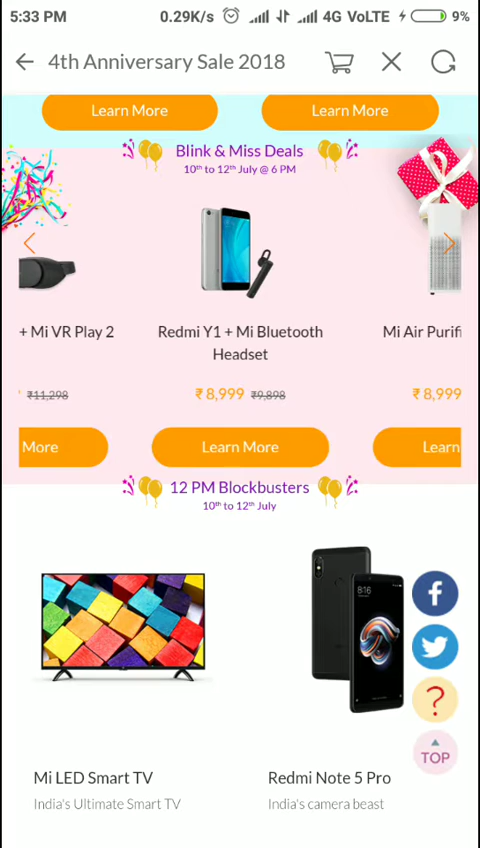 5:33 PM 0.29K/s 4G VoLTE 9%
4th Anniversary Sale 2018
Learn More Learn More
Blink & Miss Deals
10th to 12th July @ 6 PM
+ Mi VR Play 2 Redmi Y1 + Mi Bluetooth Mi Air Purifi
Headset
₹11,298 ₹ 8,999 ₹9,898 ₹ 8,999
More Learn More Learn
12 PM Blockbusters
10th to 12th July
8:16
f
?
TOP
Mi LED Smart TV Redmi Note 5 Pro
India's Ultimate Smart TV India's camera beast